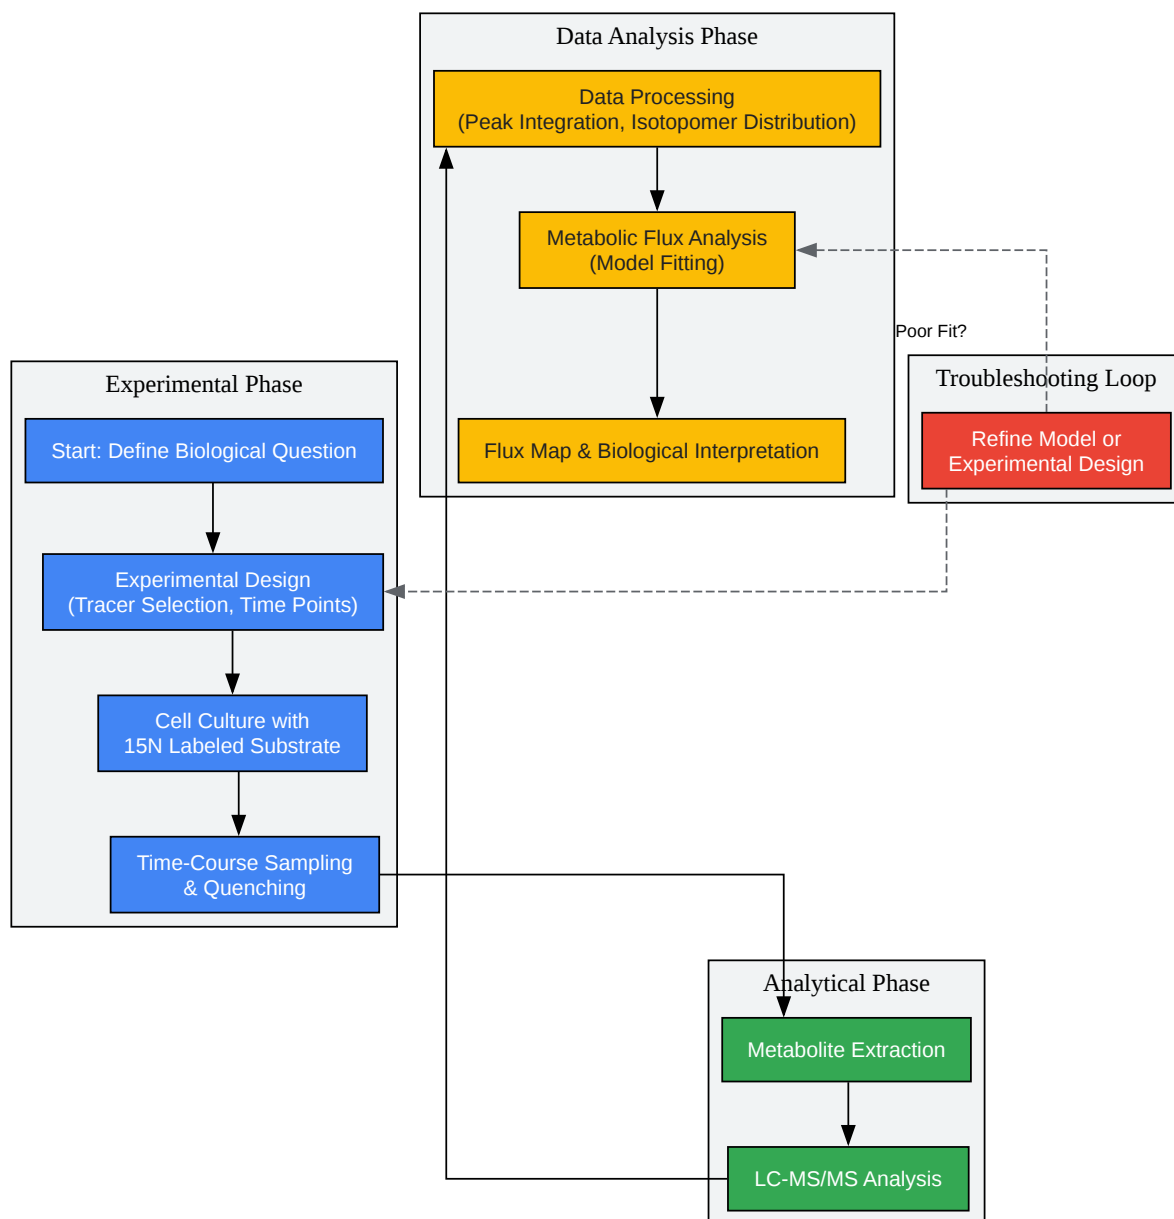 Data Analysis Phase
Data Processing
(Peak Integration, Isotopomer Distribution)
Metabolic Flux Analysis
(Model Fitting)
Poor Fit?
Flux Map & Biological Interpretation
Troubleshooting Loop
Refine Model or
Experimental Design
Experimental Phase
Start: Define Biological Question
Experimental Design
(Tracer Selection, Time Points)
Cell Culture with
15N Labeled Substrate
Time-Course Sampling
& Quenching
Analytical Phase
Metabolite Extraction
LC-MS/MS Analysis